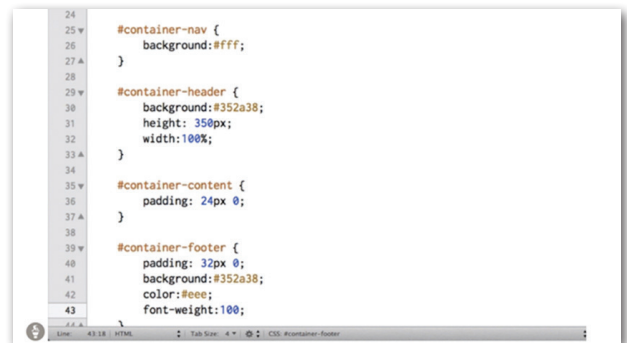 24
25 #container-nav {
26 background:#fff;
27 }
28
29 #container-header {
30 background:#352a38;
31 height: 350px;
32 width:100%;
33 }
34
35 #container-content {
36 padding: 24px 0;
37 }
38
39 #container-footer {
40 padding: 32px 0;
41 background:#352a38;
42 color:#eee;
43 font-weight:100;
44 }
Line: 43:18 HTML Tab Size: 4 CSS #container-footer